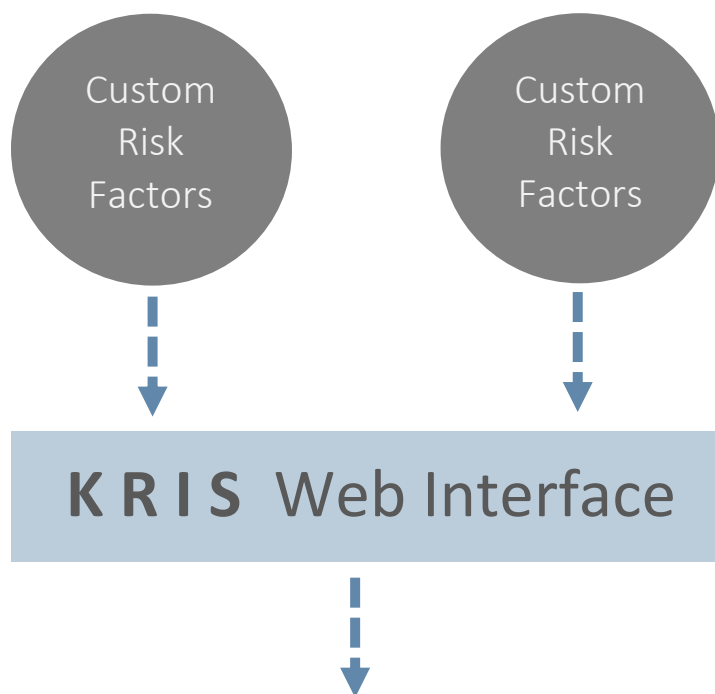 Custom
Risk
Factors
Custom
Risk
Factors
K R I S Web Interface